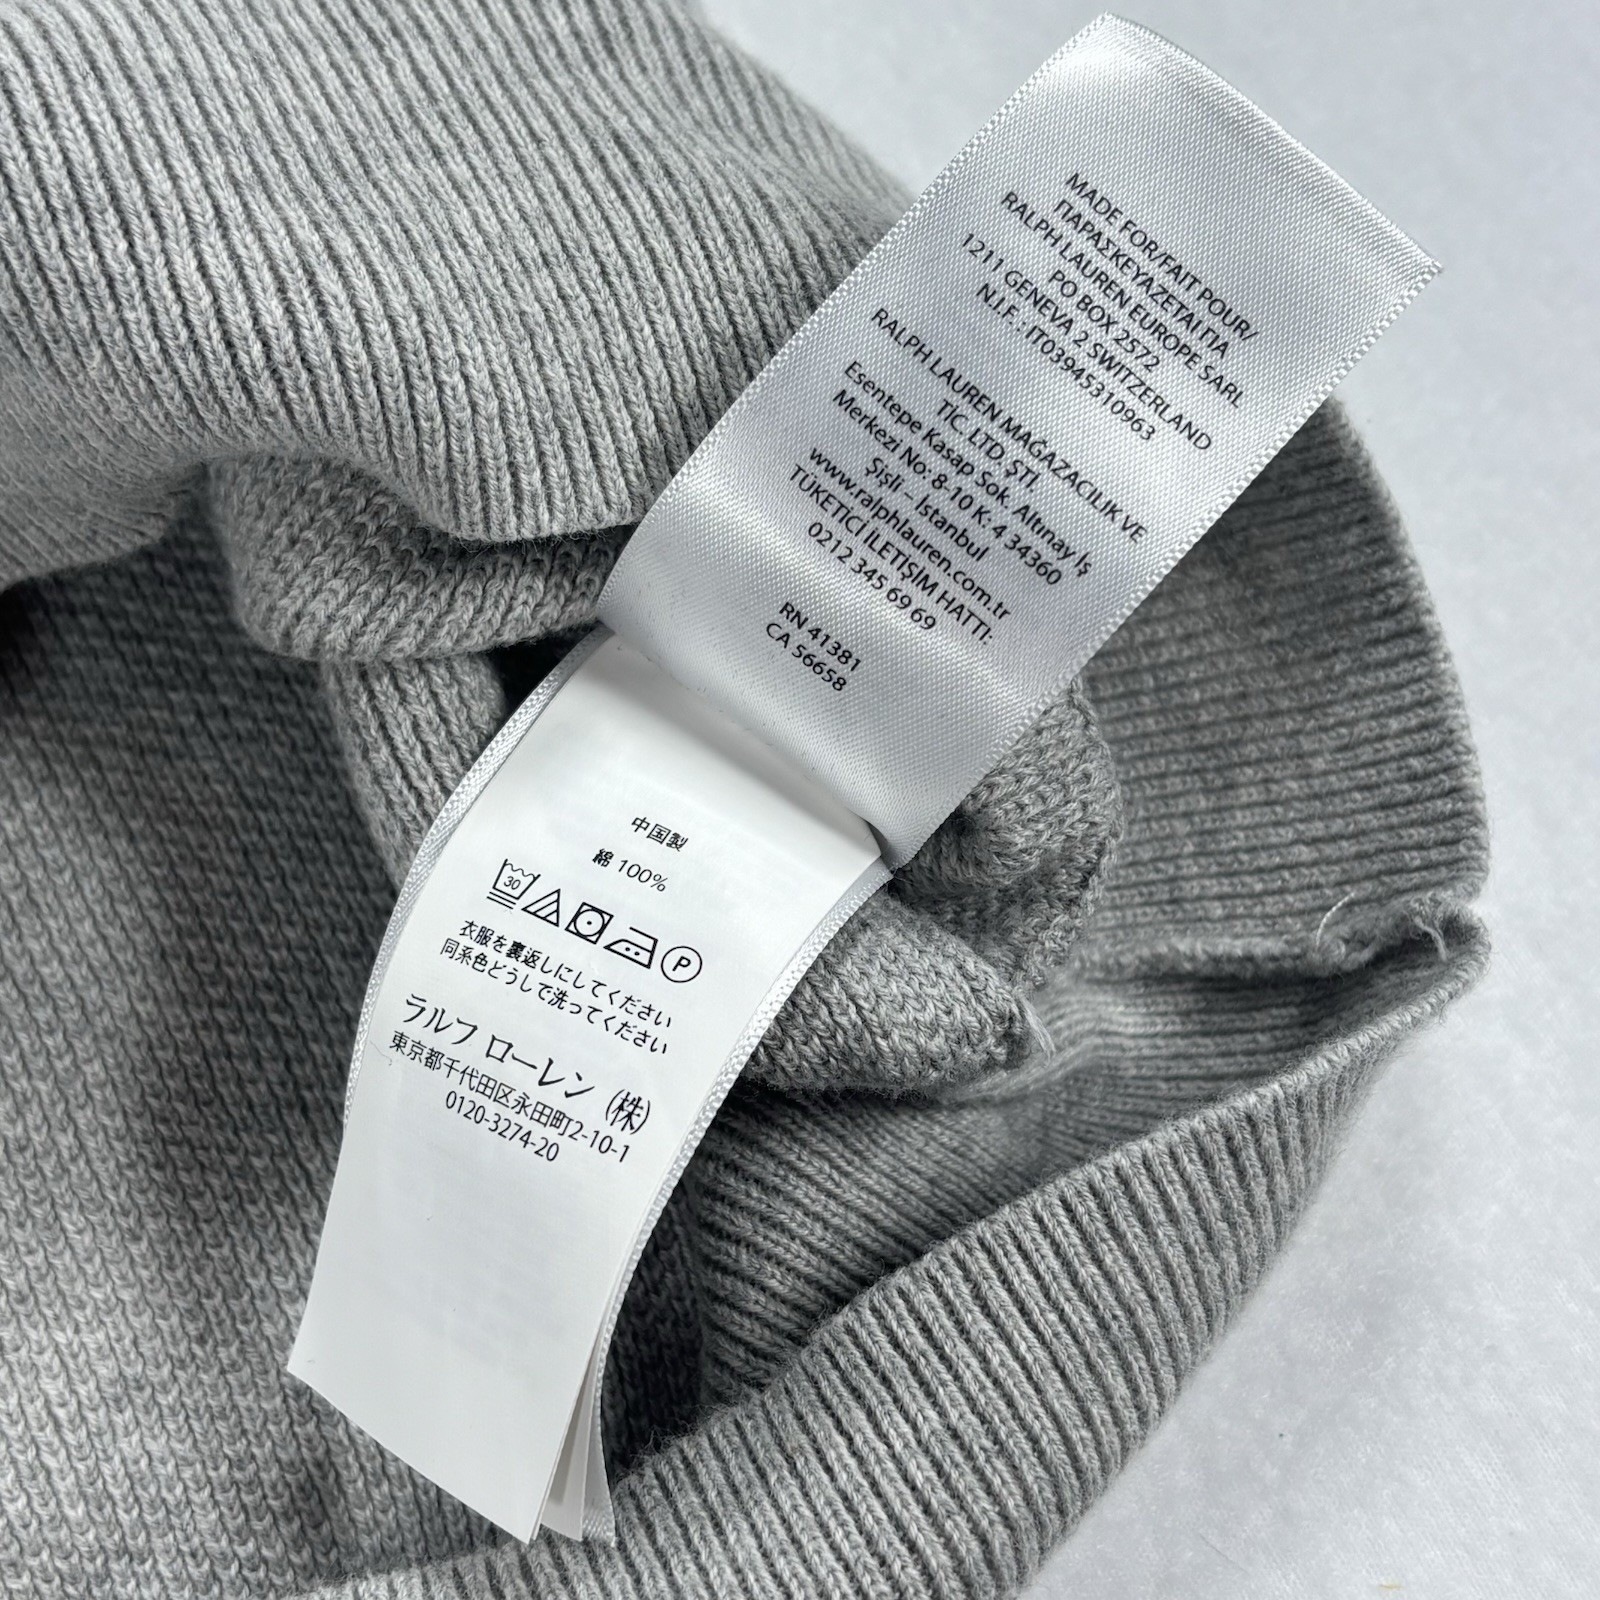 MADE FOR/FAIT POUR/
ΠΑΡΑΣΚΕΥΑΖΕΤΑΙ ΓΙΑ
RALPH LAUREN EUROPE SARL
PO BOX 2572
1211 GENEVA 2 SWITZERLAND
N.I.F. : IT03945310963
RALPH LAUREN MAĞAZACILIK VE
TİC. LTD. ŞTİ.
Esentepe Kasap Sok. Altınay İş
Merkezi No: 8-10 K: 4 34360
Şişli – İstanbul
www.ralphlauren.com.tr
TÜKETİCİ İLETİŞİM HATTI:
0212 345 69 69
RN 41381
CA 56658
中国製
綿 100%
30 P
衣服を裏返しにしてください
同系色どうしで洗ってください
ラルフ ローレン (株)
東京都千代田区永田町2-10-1
0120-3274-20